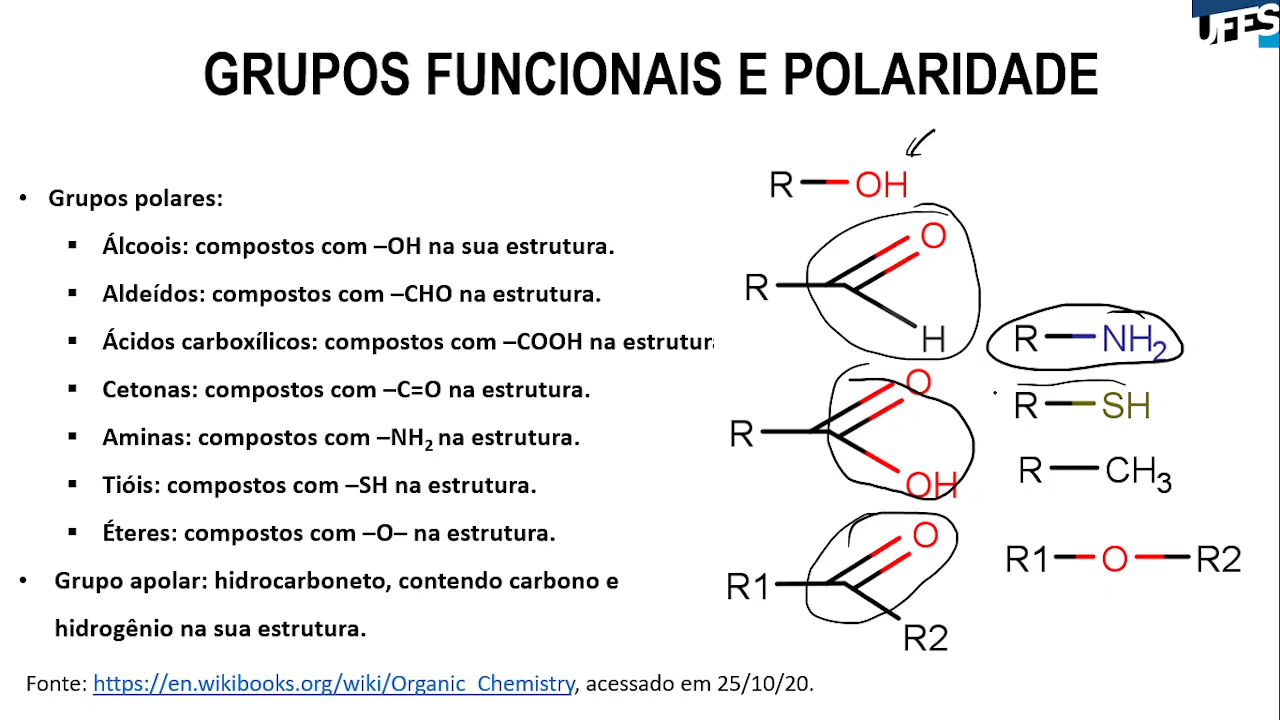 UFES
GRUPOS FUNCIONAIS E POLARIDADE
• Grupos polares:
▪ Álcoois: compostos com –OH na sua estrutura.
▪ Aldeídos: compostos com –CHO na estrutura.
▪ Ácidos carboxílicos: compostos com –COOH na estrutura
▪ Cetonas: compostos com –C=O na estrutura.
▪ Aminas: compostos com –NH₂ na estrutura.
▪ Tióis: compostos com –SH na estrutura.
▪ Éteres: compostos com –O– na estrutura.
• Grupo apolar: hidrocarboneto, contendo carbono e
hidrogênio na sua estrutura.
R OH
O
R
H
O
R
OH
O
R1
R2
R NH₂
R SH
R CH₃
R1 O R2
Fonte: https://en.wikibooks.org/wiki/Organic_Chemistry, acessado em 25/10/20.